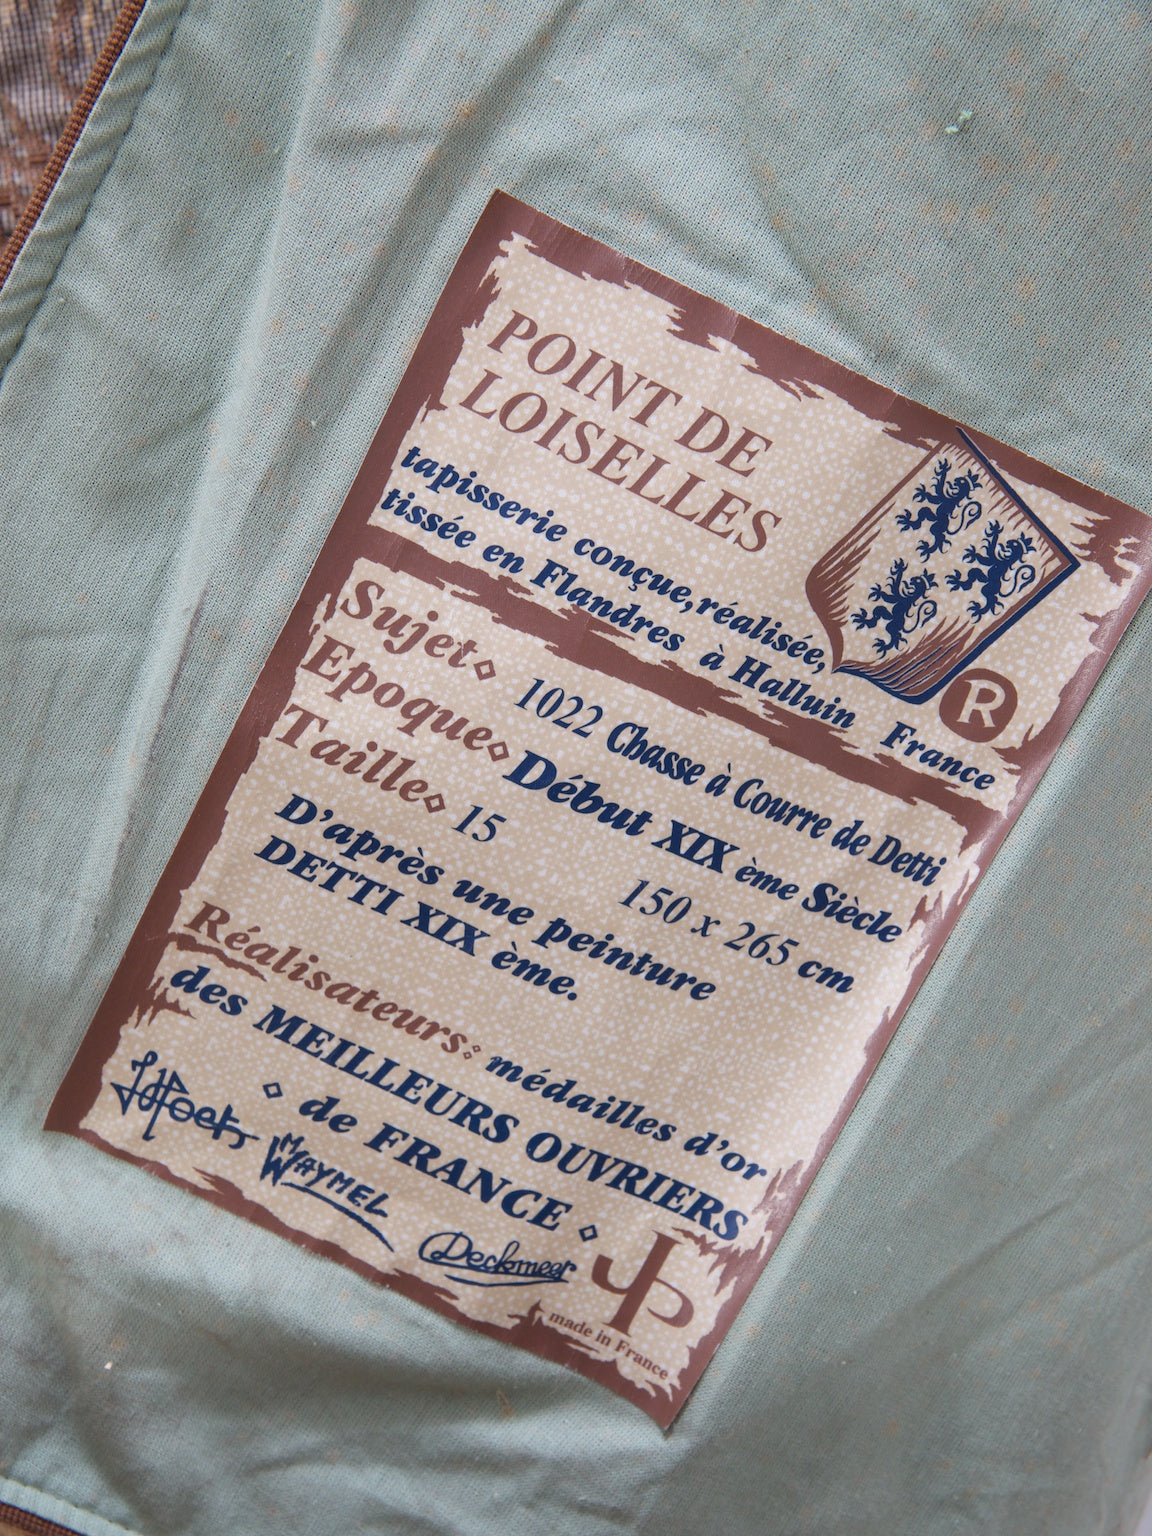 POINT DE
LOISELLES
tapisserie conçue, réalisée,
tissée en Flandres à Halluin France
R
Sujet 1022 Chasse à Courre de Detti
Epoque Début XIX ème Siècle
Taille 15 150 x 265 cm
D'après une peinture
DETTI XIX ème.
Réalisateurs: médailles d'or
des MEILLEURS OUVRIERS
de FRANCE
M WAYMEL
Deckmeer
JP
made in France